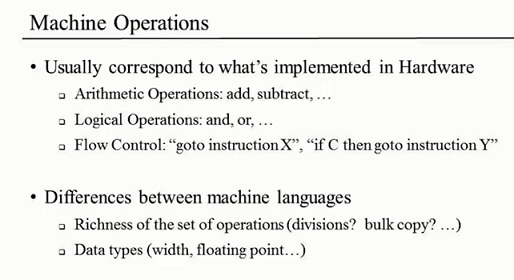 Machine Operations
• Usually correspond to what's implemented in Hardware
❑ Arithmetic Operations: add, subtract, …
❑ Logical Operations: and, or, …
❑ Flow Control: “goto instruction X”, “if C then goto instruction Y”
• Differences between machine languages
❑ Richness of the set of operations (divisions? bulk copy? …)
❑ Data types (width, floating point…)